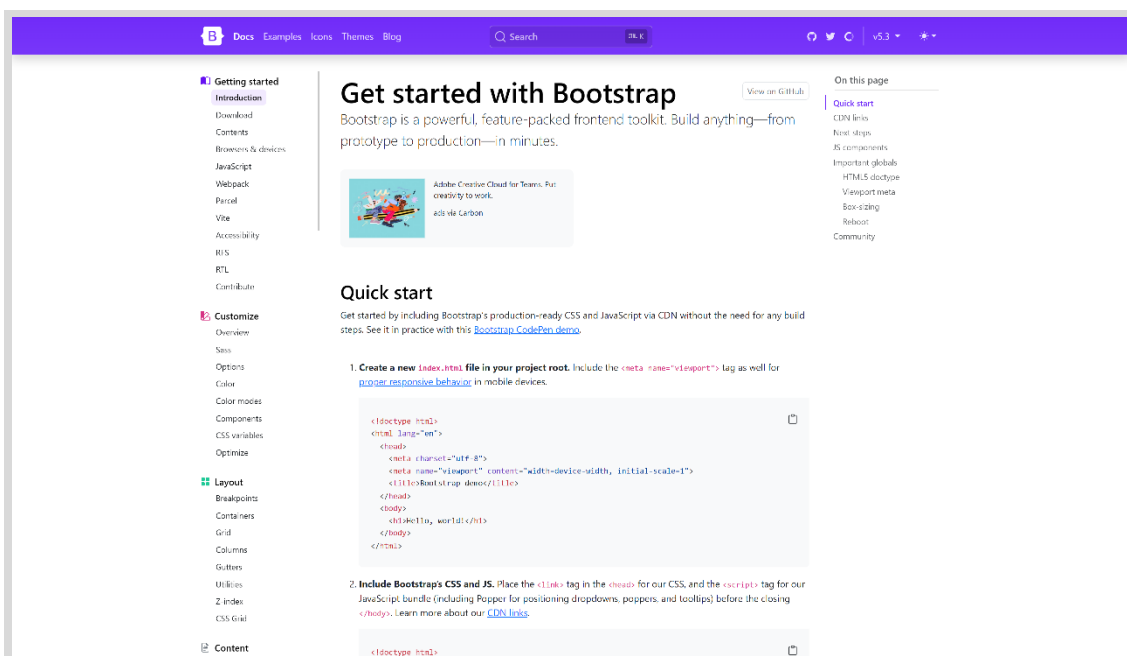 B Docs Examples Icons Themes Blog Search Ctrl K v5.3
Getting started
Introduction
Download
Contents
Browsers & devices
JavaScript
Webpack
Parcel
Vite
Accessibility
RFS
RTL
Contribute
Customize
Overview
Sass
Options
Color
Color modes
Components
CSS variables
Optimize
Layout
Breakpoints
Containers
Grid
Columns
Gutters
Utilities
Z-index
CSS Grid
Content
Get started with Bootstrap
View on GitHub
Bootstrap is a powerful, feature-packed frontend toolkit. Build anything—from
prototype to production—in minutes.
Adobe Creative Cloud for Teams. Put
creativity to work.
ads via Carbon
Quick start
Get started by including Bootstrap's production-ready CSS and JavaScript via CDN without the need for any build
steps. See it in practice with this Bootstrap CodePen demo.
1. Create a new index.html file in your project root. Include the <meta name="viewport"> tag as well for
proper responsive behavior in mobile devices.
<!doctype html>
<html lang="en">
<head>
<meta charset="utf-8">
<meta name="viewport" content="width=device-width, initial-scale=1">
<title>Bootstrap demo</title>
</head>
<body>
<h1>Hello, world!</h1>
</body>
</html>
2. Include Bootstrap's CSS and JS. Place the <link> tag in the <head> for our CSS, and the <script> tag for our
JavaScript bundle (including Popper for positioning dropdowns, poppers, and tooltips) before the closing
</body>. Learn more about our CDN links.
<!doctype html>
On this page
Quick start
CDN links
Next steps
JS components
Important globals
HTML5 doctype
Viewport meta
Box-sizing
Reboot
Community